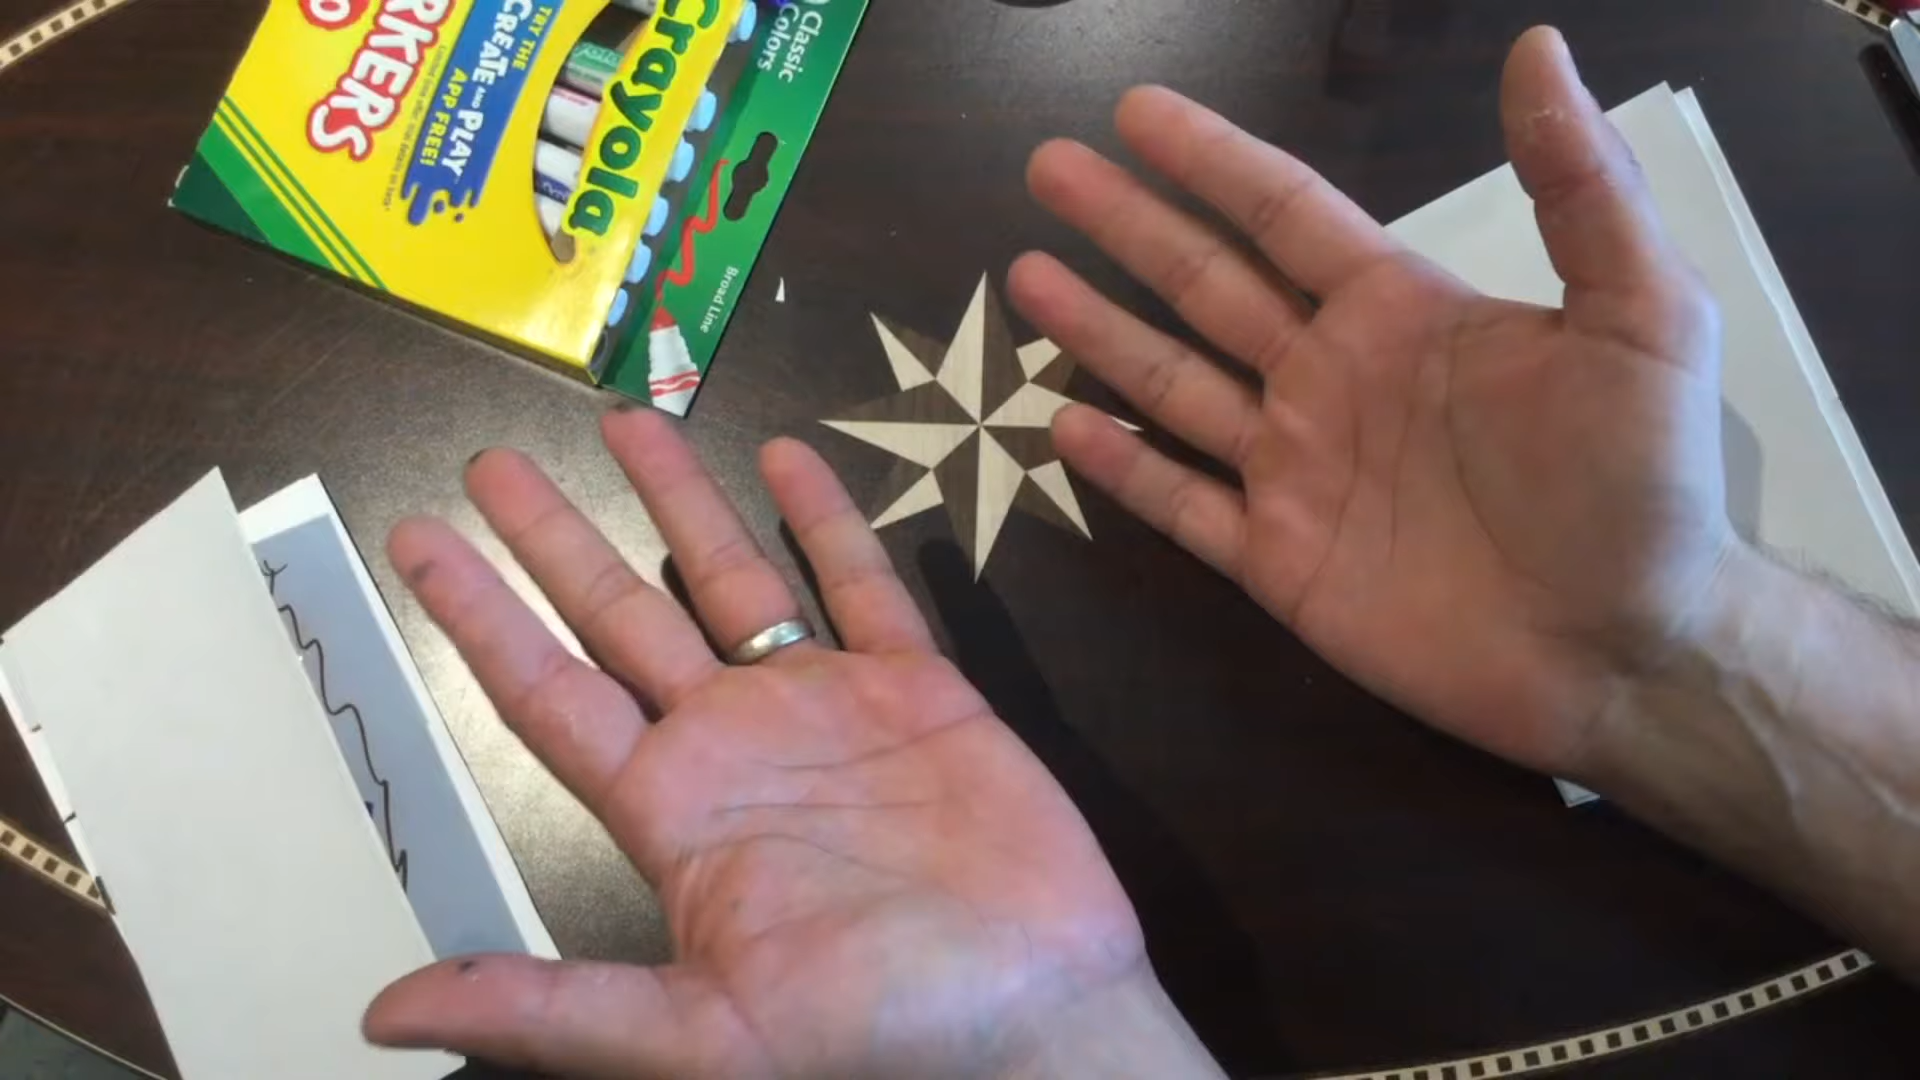 RKERS
TRY THE
CREATE AND PLAY
APP FREE!
Crayola
Classic
Colors
Broad Line